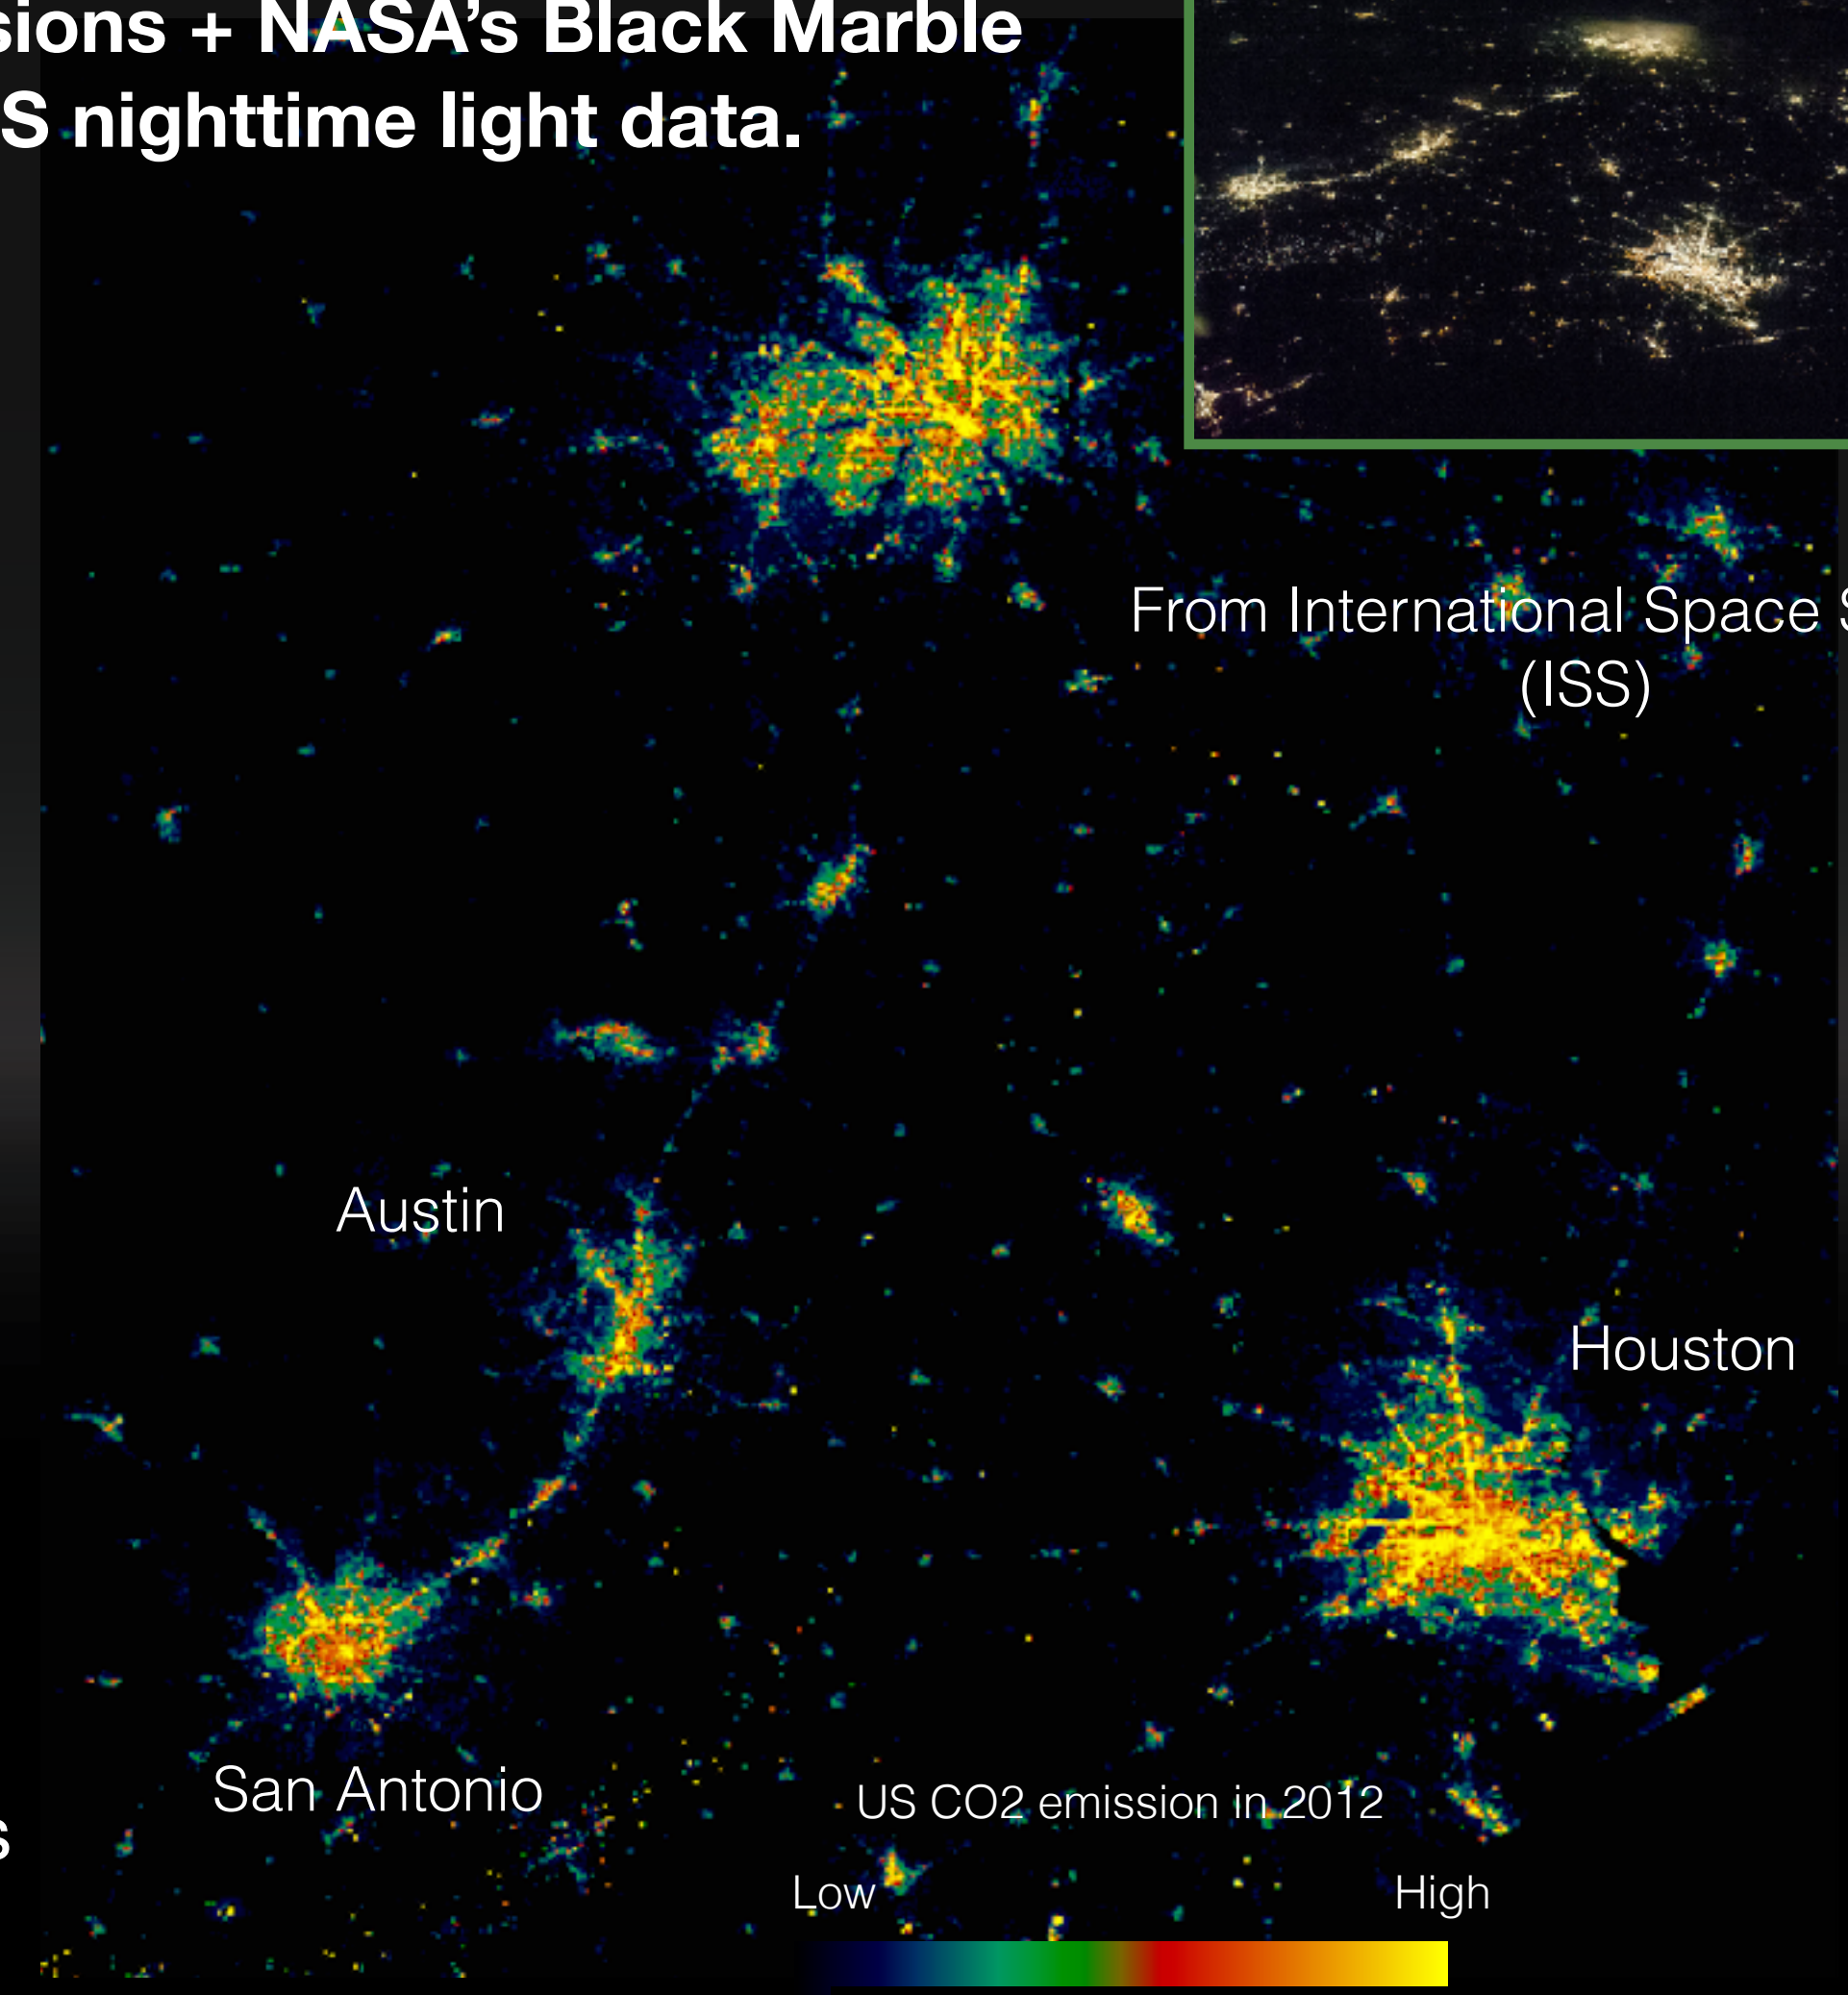 sions + NASA’s Black Marble
S nighttime light data.
From International Space S
(ISS)
Austin
Houston
San Antonio
s
US CO2 emission in 2012
Low High